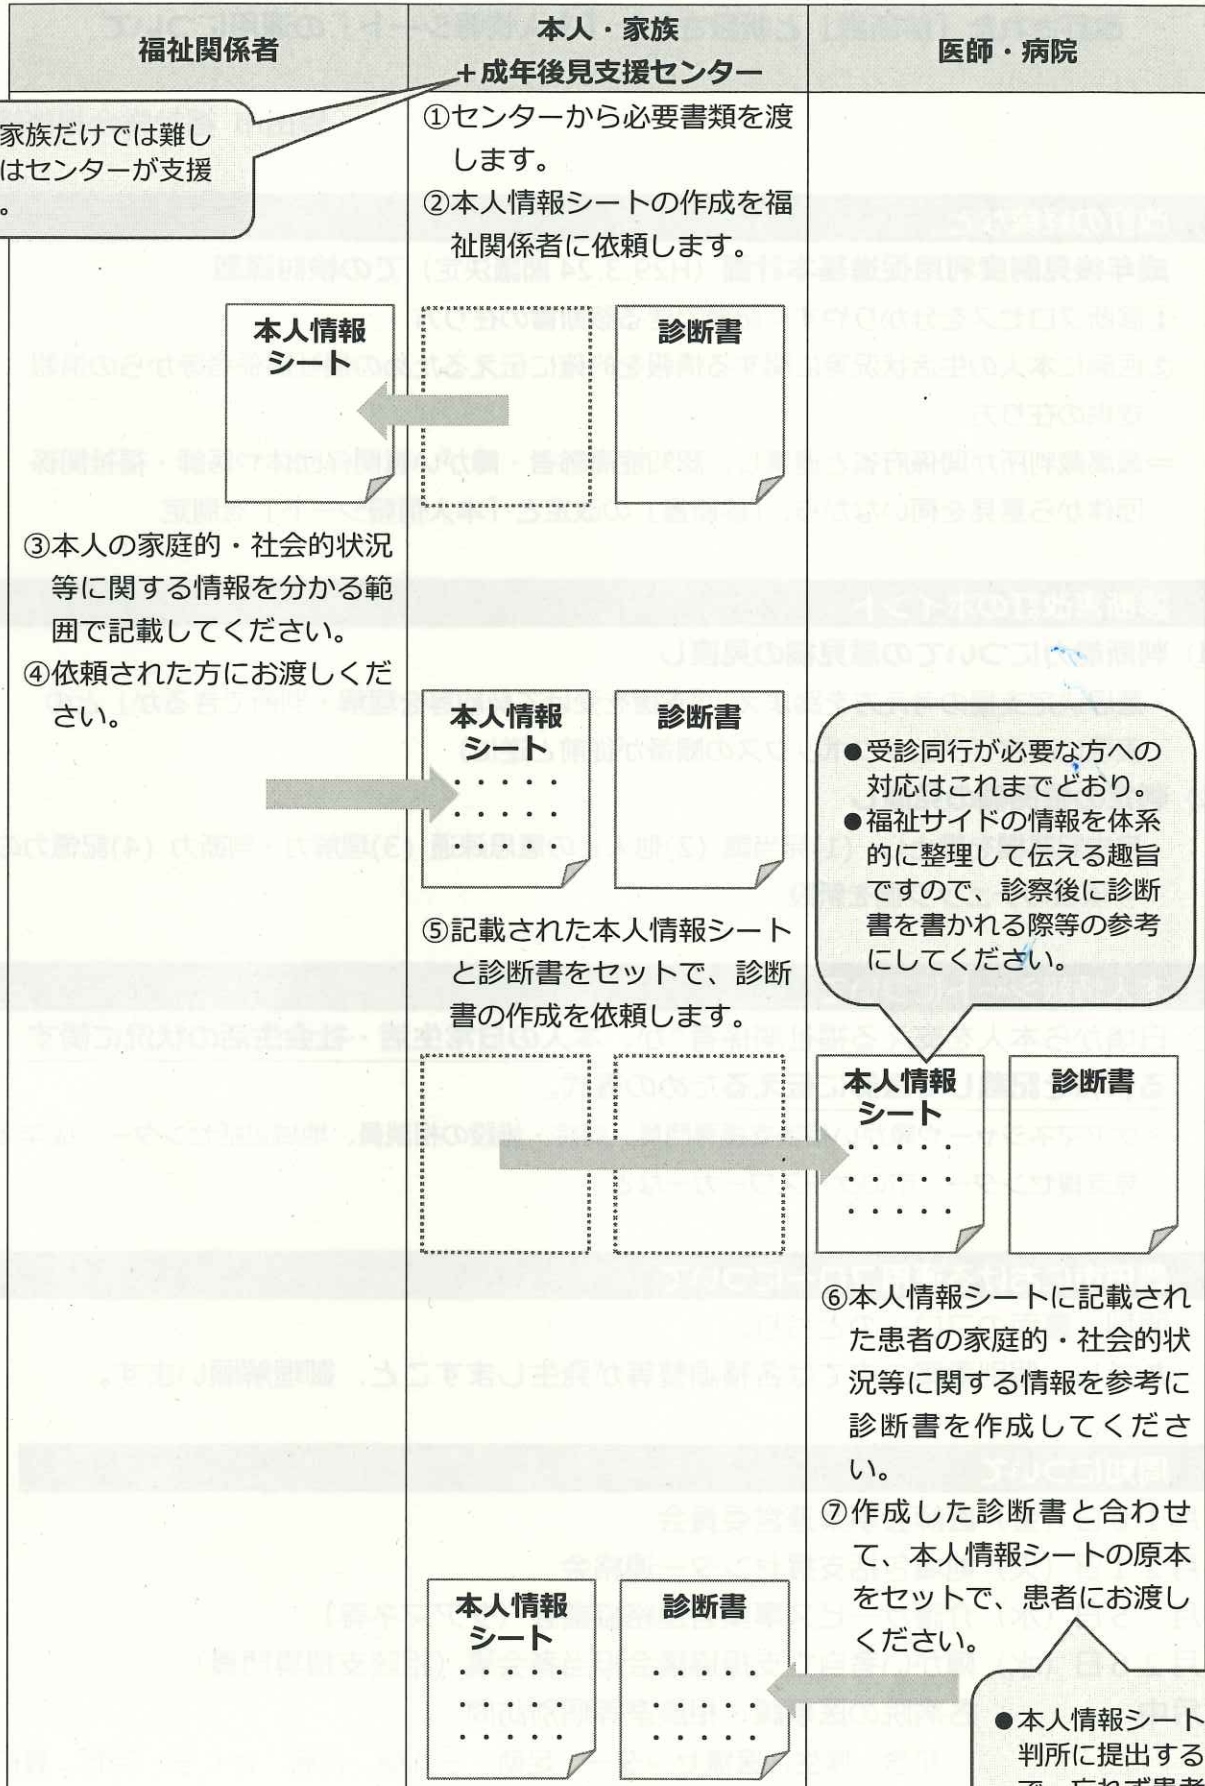 福祉関係者
本人・家族
＋成年後見支援センター
医師・病院
家族だけでは難し
はセンターが支援
。
①センターから必要書類を渡
します。
②本人情報シートの作成を福
祉関係者に依頼します。
本人情報
シート
診断書
③本人の家庭的・社会的状況
等に関する情報を分かる範
囲で記載してください。
④依頼された方にお渡しくだ
さい。
本人情報
シート
・・・・・
・・・・・
・・・・・
診断書
●受診同行が必要な方への
対応はこれまでどおり。
●福祉サイドの情報を体系
的に整理して伝える趣旨
ですので、診察後に診断
書を書かれる際等の参考
にしてください。
⑤記載された本人情報シート
と診断書をセットで、診断
書の作成を依頼します。
本人情報
シート
・・・・・
・・・・・
・・・・・
診断書
⑥本人情報シートに記載され
た患者の家庭的・社会的状
況等に関する情報を参考に
診断書を作成してくださ
い。
⑦作成した診断書と合わせ
て、本人情報シートの原本
をセットで、患者にお渡し
ください。
本人情報
シート
・・・・・
・・・・・
・・・・・
診断書
・・・・・
・・・・・
・・・・・
●本人情報シート
判所に提出する
で、忘れず患者